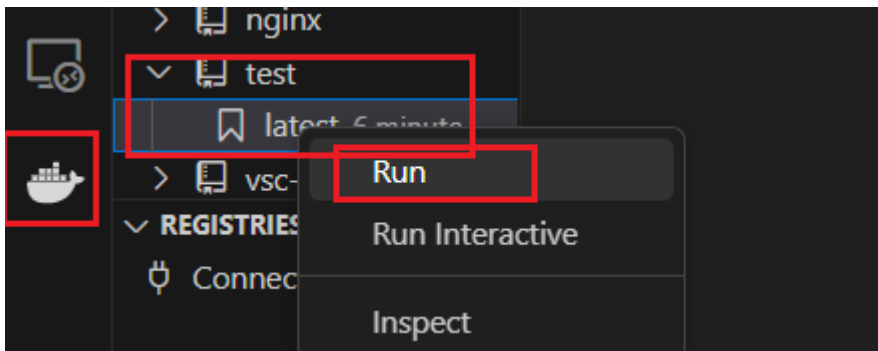 nginx
test
latest 6 minute
Run
vsc-
REGISTRIES
Run Interactive
Connec
Inspect